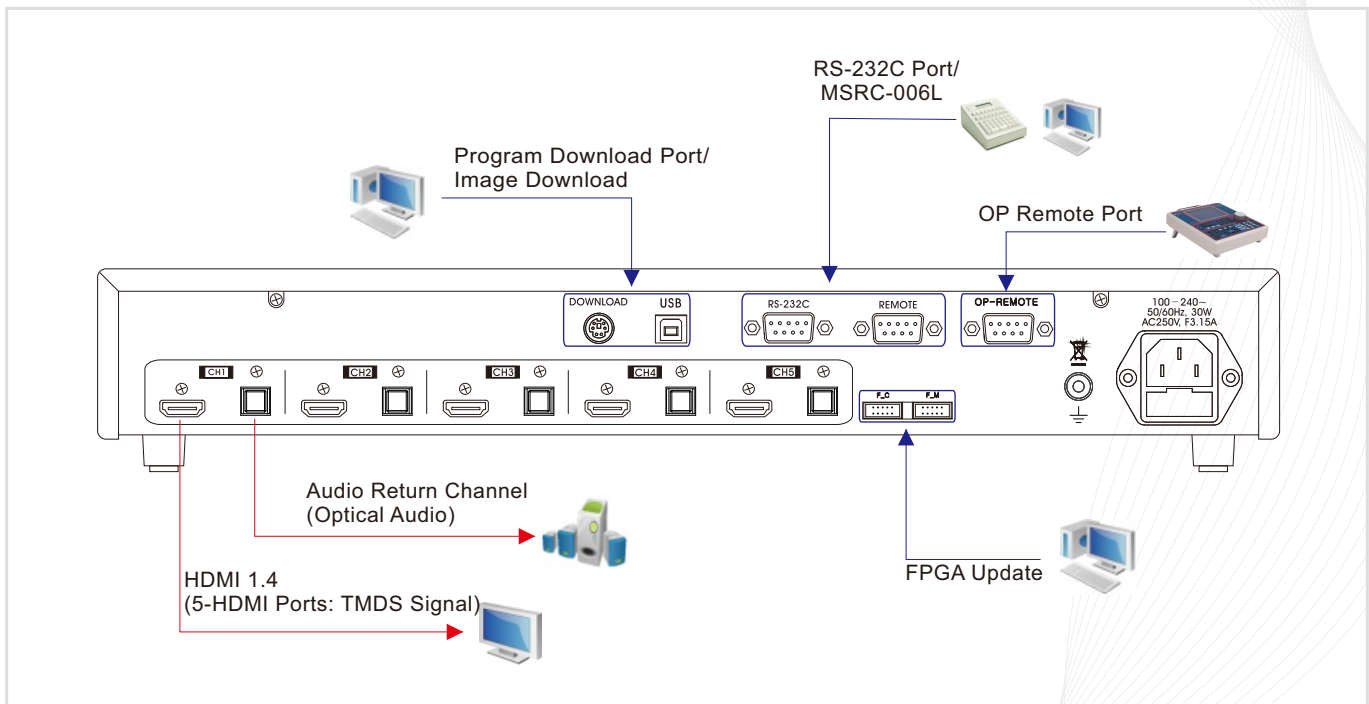 RS-232C Port/
MSRC-006L
Program Download Port/
Image Download
OP Remote Port
DOWNLOAD
USB
RS-232C
REMOTE
OP-REMOTE
100-240~
50/60Hz, 30W
AC250V, F3.15A
CH1
CH2
CH3
CH4
CH5
F_C
F_M
Audio Return Channel
(Optical Audio)
FPGA Update
HDMI 1.4
(5-HDMI Ports: TMDS Signal)